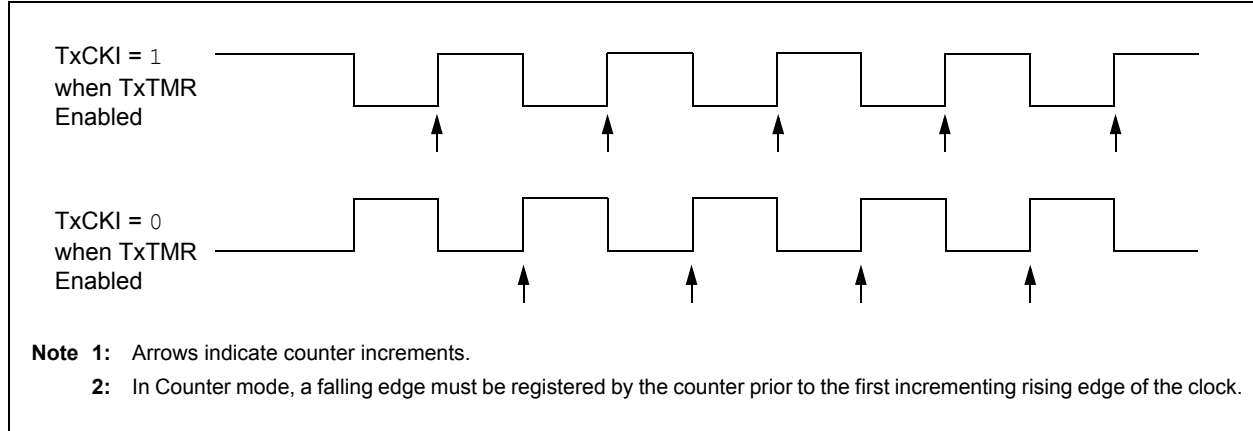 TxCKI = 1
when TxTMR
Enabled
TxCKI = 0
when TxTMR
Enabled
Note 1: Arrows indicate counter increments.
2: In Counter mode, a falling edge must be registered by the counter prior to the first incrementing rising edge of the clock.